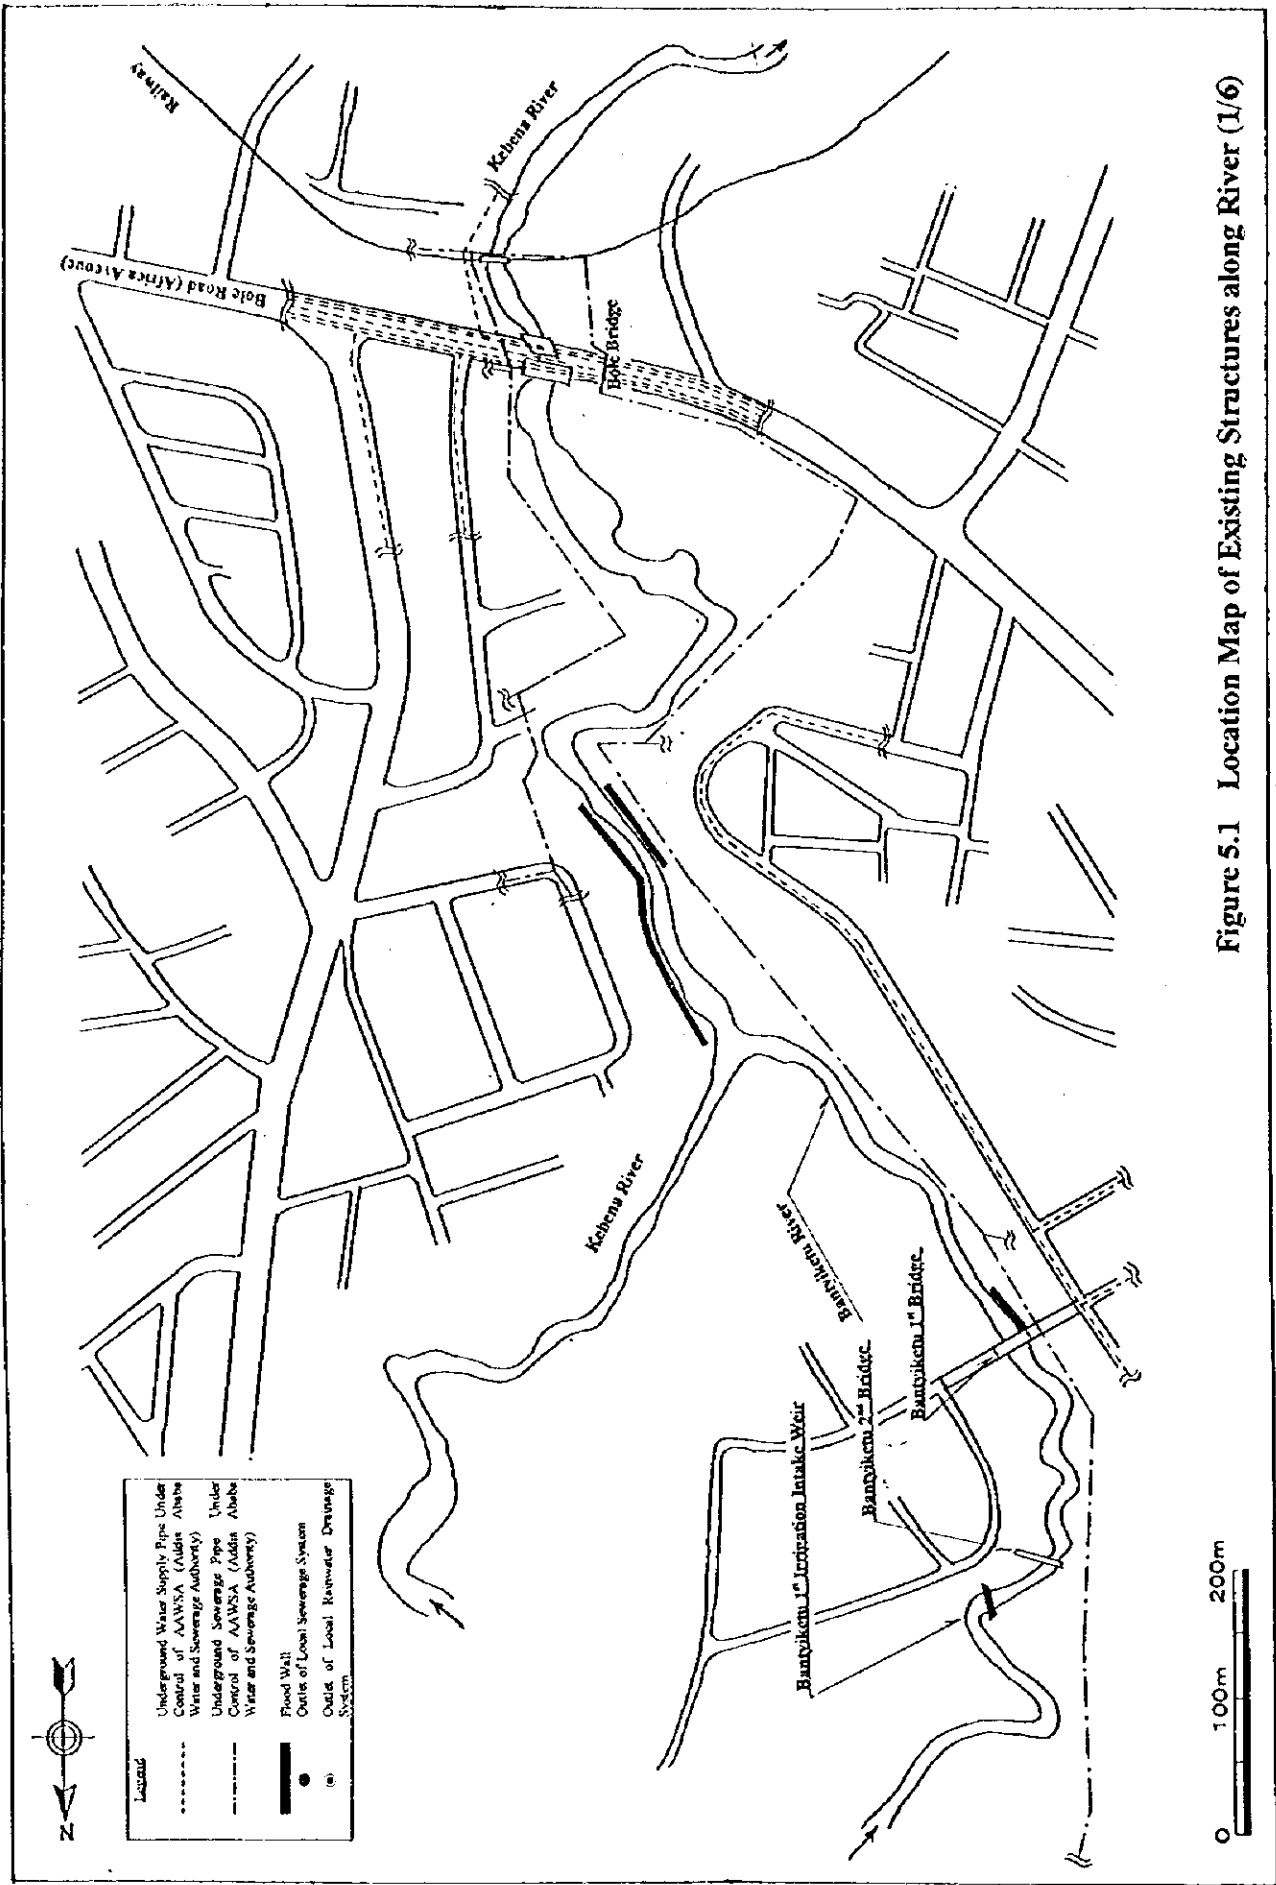 Figure 5.1 Location Map of Existing Structures along River (1/6)
N
Legend
Underground Water Supply Pipe Under
Control of AAWSA (Addis Ababa
Water and Sewerage Authority)
Underground Sewerage Pipe Under
Control of AAWSA (Addis Ababa
Water and Sewerage Authority)
Flood Wall
Outlet of Local Sewerage System
Outlet of Local Rainwater Drainage
System
Railway
Kebena River
Bole Road (Africa Avenue)
Bole Bridge
Kebena River
Bantyiketu River
Bantyiketu 1st Bridge
Bantyiketu 2nd Bridge
Bantyiketu 1st Irrigation Intake Weir
0 100m 200m